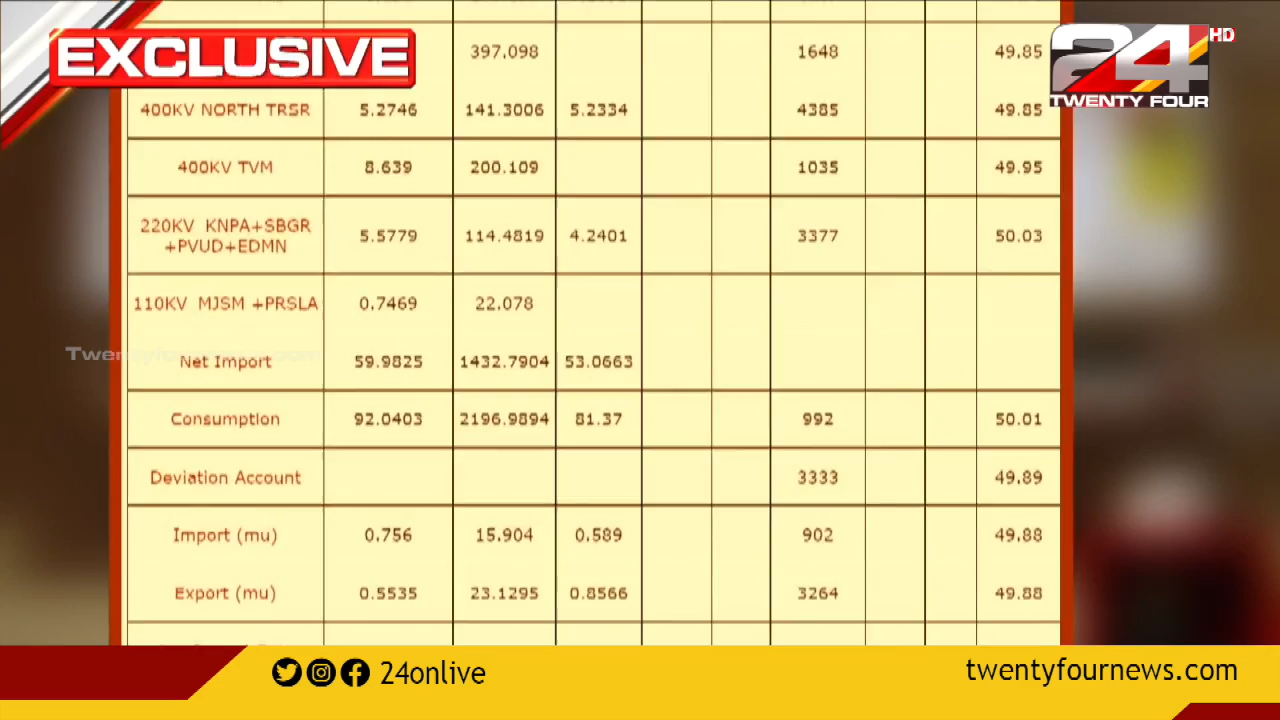 EXCLUSIVE
24 HD
TWENTY FOUR
397.098 1648 49.85
400KV NORTH TRSR 5.2746 141.3006 5.2334 4385 49.85
400KV TVM 8.639 200.109 1035 49.95
220KV KNPA+SBGR
+PVUD+EDMN 5.5779 114.4819 4.2401 3377 50.03
110KV MJSM +PRSLA 0.7469 22.078
Net Import 59.9825 1432.7904 53.0663
Consumption 92.0403 2196.9894 81.37 992 50.01
Deviation Account 3333 49.89
Import (mu) 0.756 15.904 0.589 902 49.88
Export (mu) 0.5535 23.1295 0.8566 3264 49.88
24onlive
twentyfournews.com